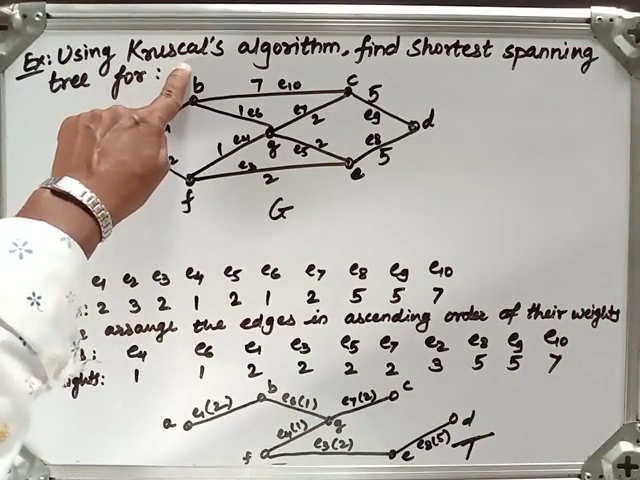 Ex: Using Kruscal's algorithm, find shortest spanning
tree for:
b 7 e10 c 5
1 e6 e7 2 e9 d
1 e4 g e5 2 e8
2 e3 5
f 2 e
G
e1 e2 e3 e4 e5 e6 e7 e8 e9 e10
: 2 3 2 1 2 1 2 5 5 7
arrange the edges in ascending order of their weights
: e4 e6 e1 e3 e5 e7 e2 e8 e9 e10
ghts: 1 1 2 2 2 2 3 5 5 7
b e7(2) c
a e1(2) e6(1) g d
e4(1) e3(2) e8(5) T
f e